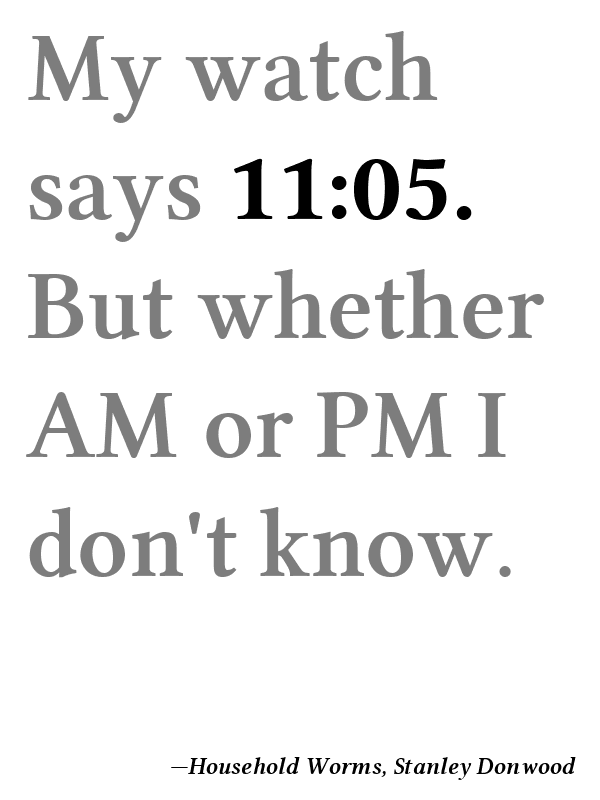 My watch
says 11:05.
But whether
AM or PM I
don't know.
—Household Worms, Stanley Donwood